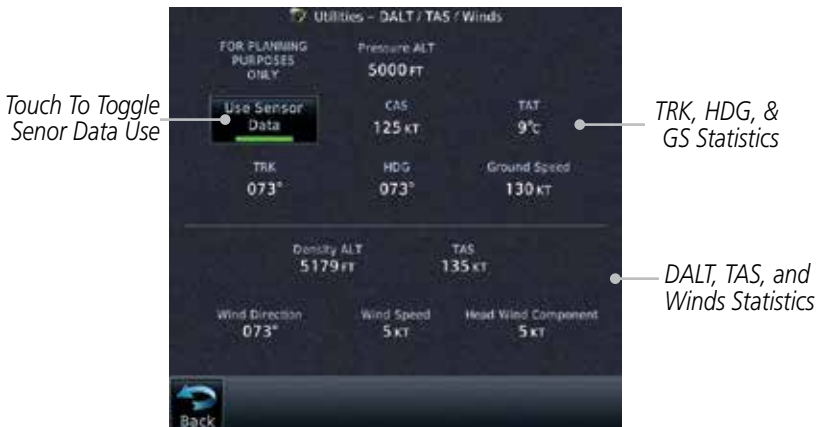 Utilities – DALT / TAS / Winds
FOR PLANNING
PURPOSES
ONLY
Pressure ALT
5000 FT
Touch To Toggle
Senor Data Use
Use Sensor
Data
CAS
125 KT
TAT
9°C
TRK, HDG, &
GS Statistics
TRK
073°
HDG
073°
Ground Speed
130 KT
Density ALT
5179 FT
TAS
135 KT
DALT, TAS, and
Winds Statistics
Wind Direction
073°
Wind Speed
5 KT
Head Wind Component
5 KT
Back